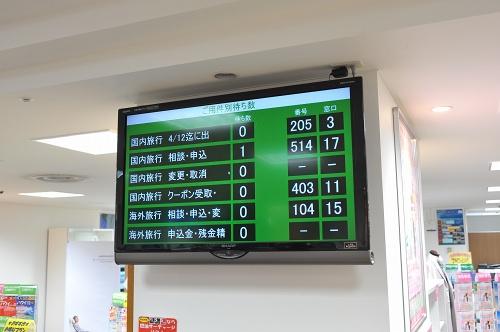 ご用件別待ち数
待ち数 番号 窓口
国内旅行 4/12迄に出 0 205 3
国内旅行 相談・申込 1 514 17
国内旅行 変更・取消 0 – –
国内旅行 クーポン受取・ 0 403 11
海外旅行 相談・申込・変 0 104 15
海外旅行 申込金・残金精 0 – –
SHARP